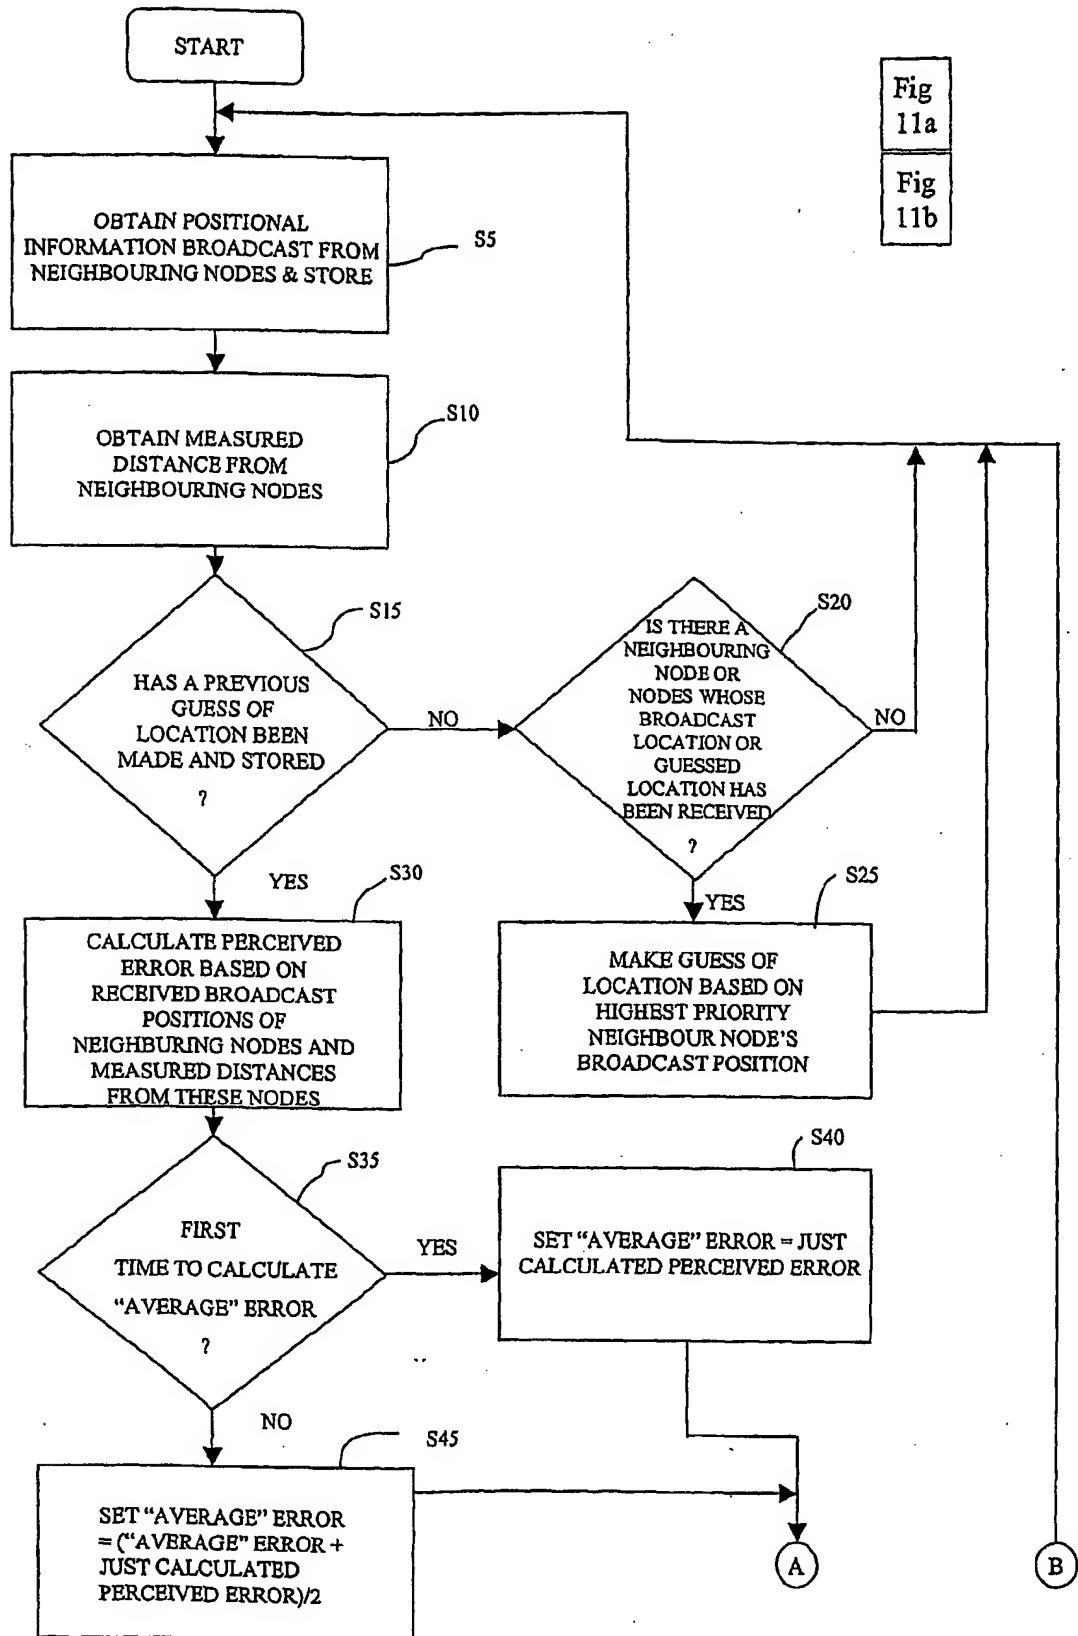 START
Fig
11a
Fig
11b
OBTAIN POSITIONAL
INFORMATION BROADCAST FROM
NEIGHBOURING NODES & STORE
S5
OBTAIN MEASURED
DISTANCE FROM
NEIGHBOURING NODES
S10
HAS A PREVIOUS
GUESS OF
LOCATION BEEN
MADE AND STORED
?
S15
NO
IS THERE A
NEIGHBOURING
NODE OR
NODES WHOSE
BROADCAST
LOCATION OR
GUESSED
LOCATION HAS
BEEN RECEIVED
?
S20
NO
YES
S30
YES
S25
CALCULATE PERCEIVED
ERROR BASED ON
RECEIVED BROADCAST
POSITIONS OF
NEIGHBURING NODES AND
MEASURED DISTANCES
FROM THESE NODES
MAKE GUESS OF
LOCATION BASED ON
HIGHEST PRIORITY
NEIGHBOUR NODE'S
BROADCAST POSITION
S35
FIRST
TIME TO CALCULATE
“AVERAGE” ERROR
?
YES
S40
SET “AVERAGE” ERROR = JUST
CALCULATED PERCEIVED ERROR
NO
S45
SET “AVERAGE” ERROR
= (“AVERAGE” ERROR +
JUST CALCULATED
PERCEIVED ERROR)/2
A
B